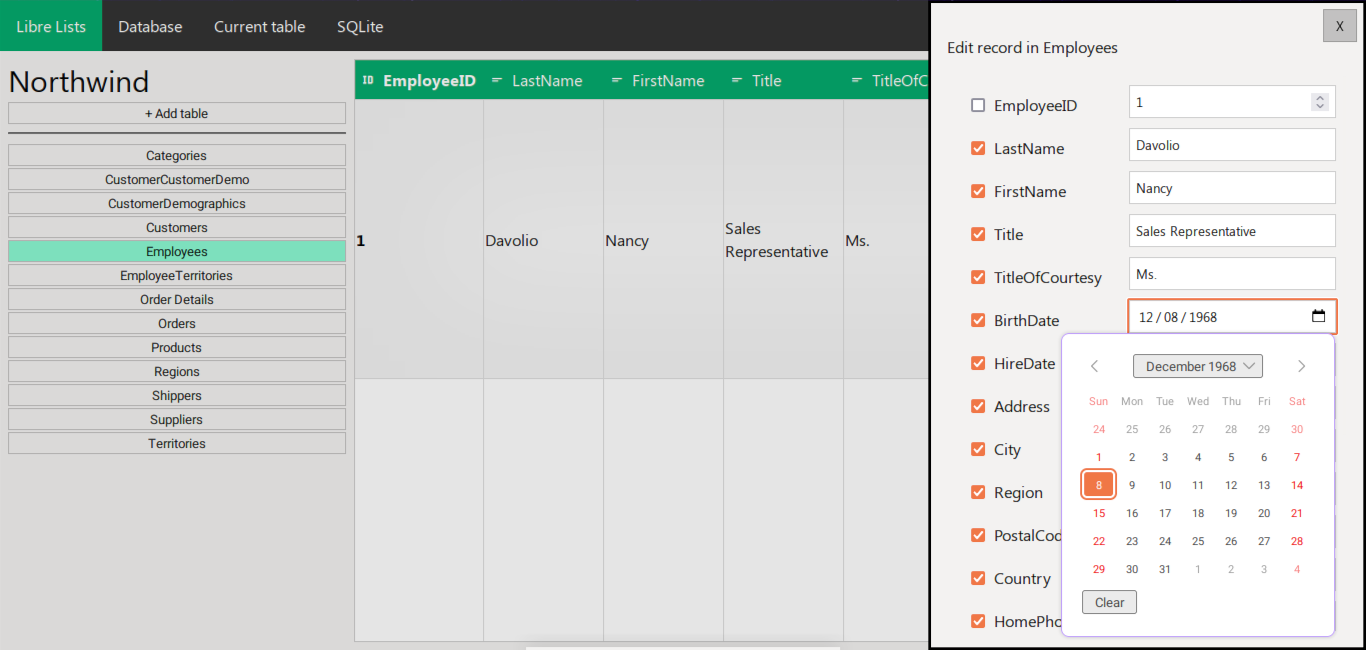 Libre Lists Database Current table SQLite
Northwind
+ Add table
Categories
CustomerCustomerDemo
CustomerDemographics
Customers
Employees
EmployeeTerritories
Order Details
Orders
Products
Regions
Shippers
Suppliers
Territories
ID EmployeeID LastName FirstName Title TitleOfC
1 Davolio Nancy Sales Representative Ms.
X
Edit record in Employees
EmployeeID 1
LastName Davolio
FirstName Nancy
Title Sales Representative
TitleOfCourtesy Ms.
BirthDate 12 / 08 / 1968
HireDate
Address
City
Region
PostalCod
Country
HomePho
December 1968
Sun Mon Tue Wed Thu Fri Sat
24 25 26 27 28 29 30
1 2 3 4 5 6 7
8 9 10 11 12 13 14
15 16 17 18 19 20 21
22 23 24 25 26 27 28
29 30 31 1 2 3 4
Clear